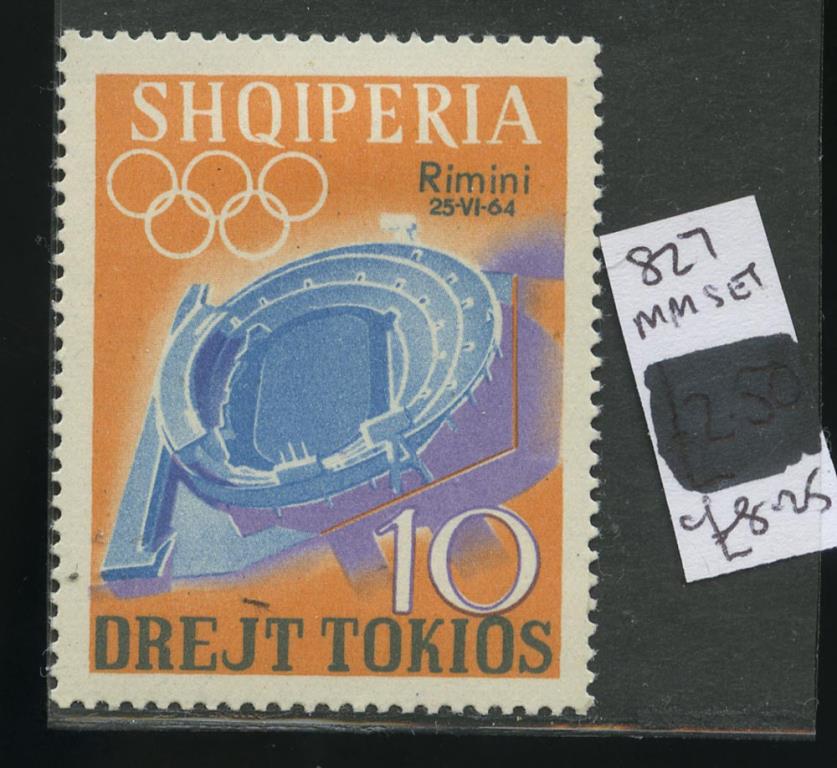 SHQIPERIA
Rimini
25-VI-64
10
DREJT TOKIOS
827
MM SET
£2.50
£8.25